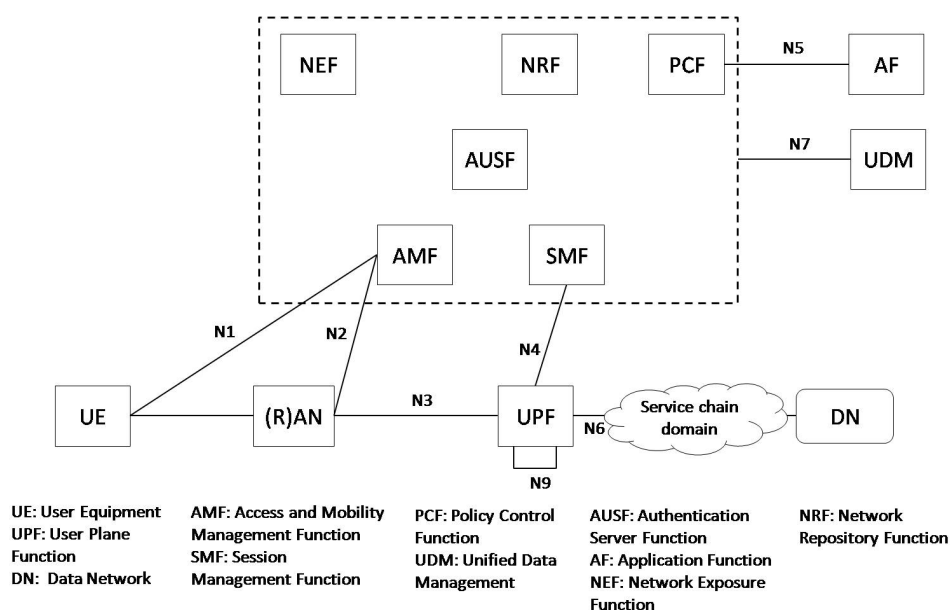 NEF
NRF
PCF
N5
AF
AUSF
N7
UDM
AMF
SMF
N1
N2
N4
UE
(R)AN
N3
UPF
N6
Service chain
domain
DN
N9
UE: User Equipment
UPF: User Plane
Function
DN: Data Network
AMF: Access and Mobility
Management Function
SMF: Session
Management Function
PCF: Policy Control
Function
UDM: Unified Data
Management
AUSF: Authentication
Server Function
AF: Application Function
NEF: Network Exposure
Function
NRF: Network
Repository Function